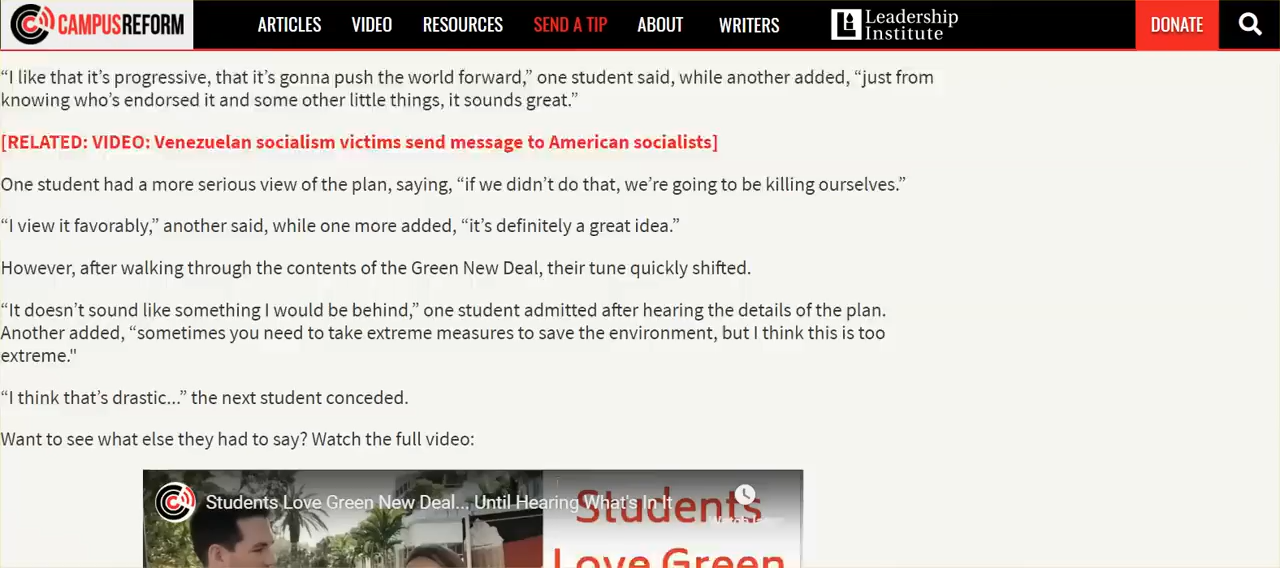 CAMPUSREFORM ARTICLES VIDEO RESOURCES SEND A TIP ABOUT WRITERS Leadership Institute DONATE
“I like that it’s progressive, that it’s gonna push the world forward,” one student said, while another added, “just from
knowing who’s endorsed it and some other little things, it sounds great.”
[RELATED: VIDEO: Venezuelan socialism victims send message to American socialists]
One student had a more serious view of the plan, saying, “if we didn’t do that, we’re going to be killing ourselves.”
“I view it favorably,” another said, while one more added, “it’s definitely a great idea.”
However, after walking through the contents of the Green New Deal, their tune quickly shifted.
“It doesn’t sound like something I would be behind,” one student admitted after hearing the details of the plan.
Another added, “sometimes you need to take extreme measures to save the environment, but I think this is too
extreme."
“I think that’s drastic...” the next student conceded.
Want to see what else they had to say? Watch the full video:
Students Love Green New Deal... Until Hearing What's In It
Students
Love Green